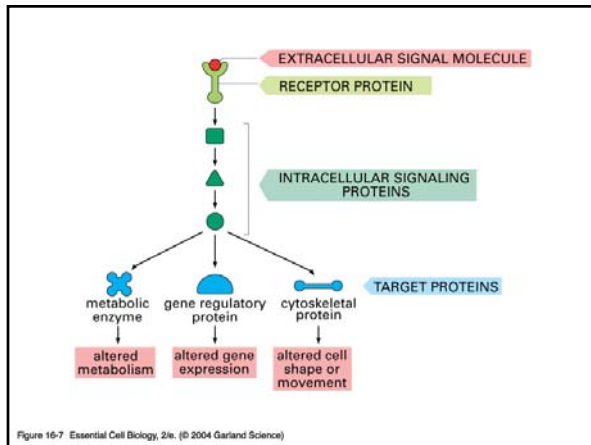 EXTRACELLULAR SIGNAL MOLECULE
RECEPTOR PROTEIN
INTRACELLULAR SIGNALING
PROTEINS
TARGET PROTEINS
metabolic
enzyme
gene regulatory
protein
cytoskeletal
protein
altered
metabolism
altered gene
expression
altered cell
shape or
movement
Figure 16-7 Essential Cell Biology, 2/e. (© 2004 Garland Science)